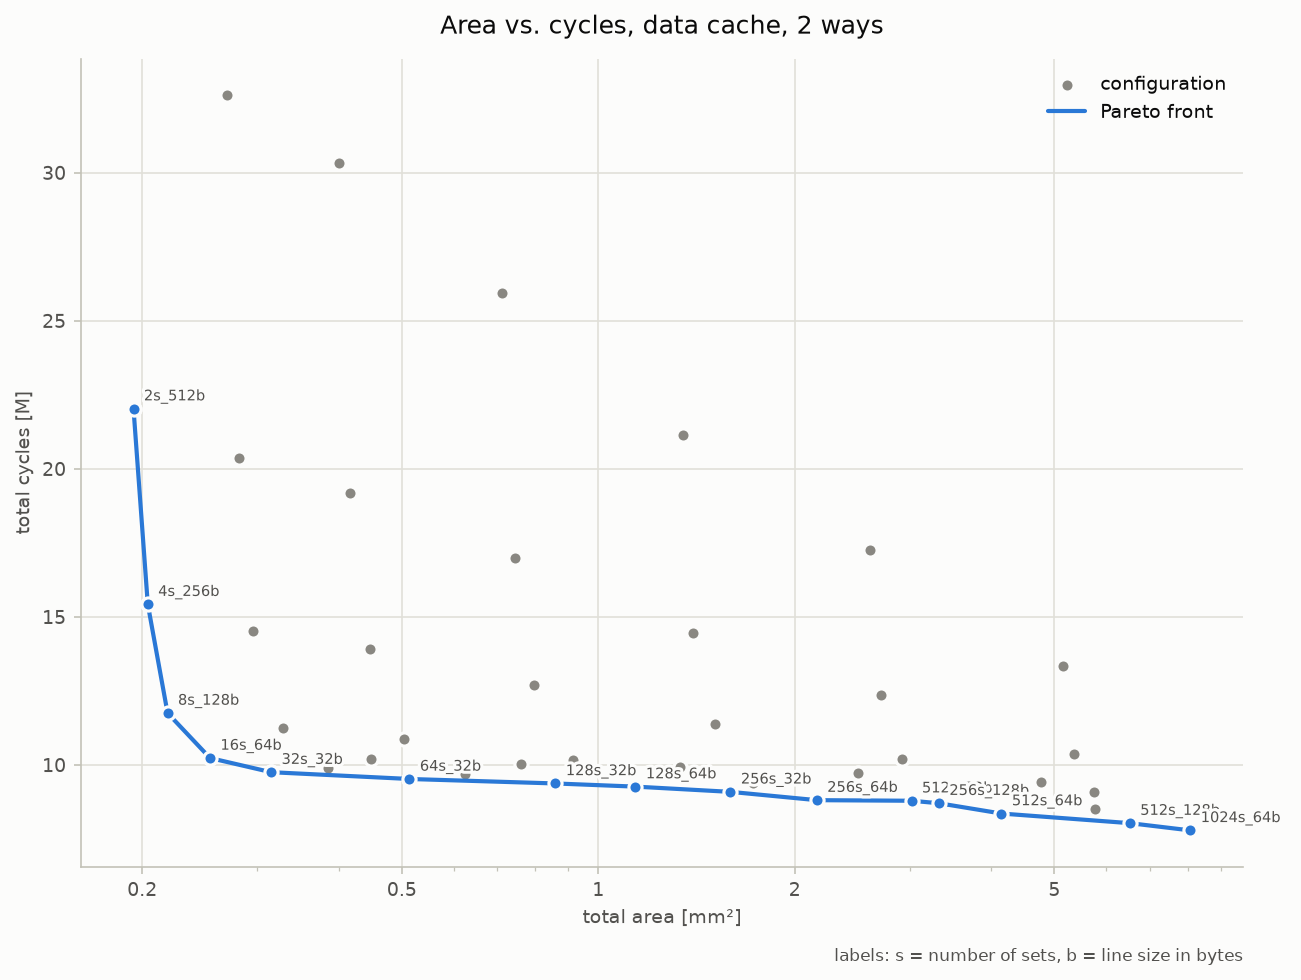 Area vs. cycles, data cache, 2 ways
configuration
Pareto front
30
25
20
15
10
total cycles [M]
2s_512b
4s_256b
8s_128b
16s_64b
32s_32b
64s_32b
128s_32b
128s_64b
256s_32b
256s_64b
256s_128b
512s_64b
512s_128b
1024s_64b
0.2
0.5
1
2
5
total area [mm²]
labels: s = number of sets, b = line size in bytes